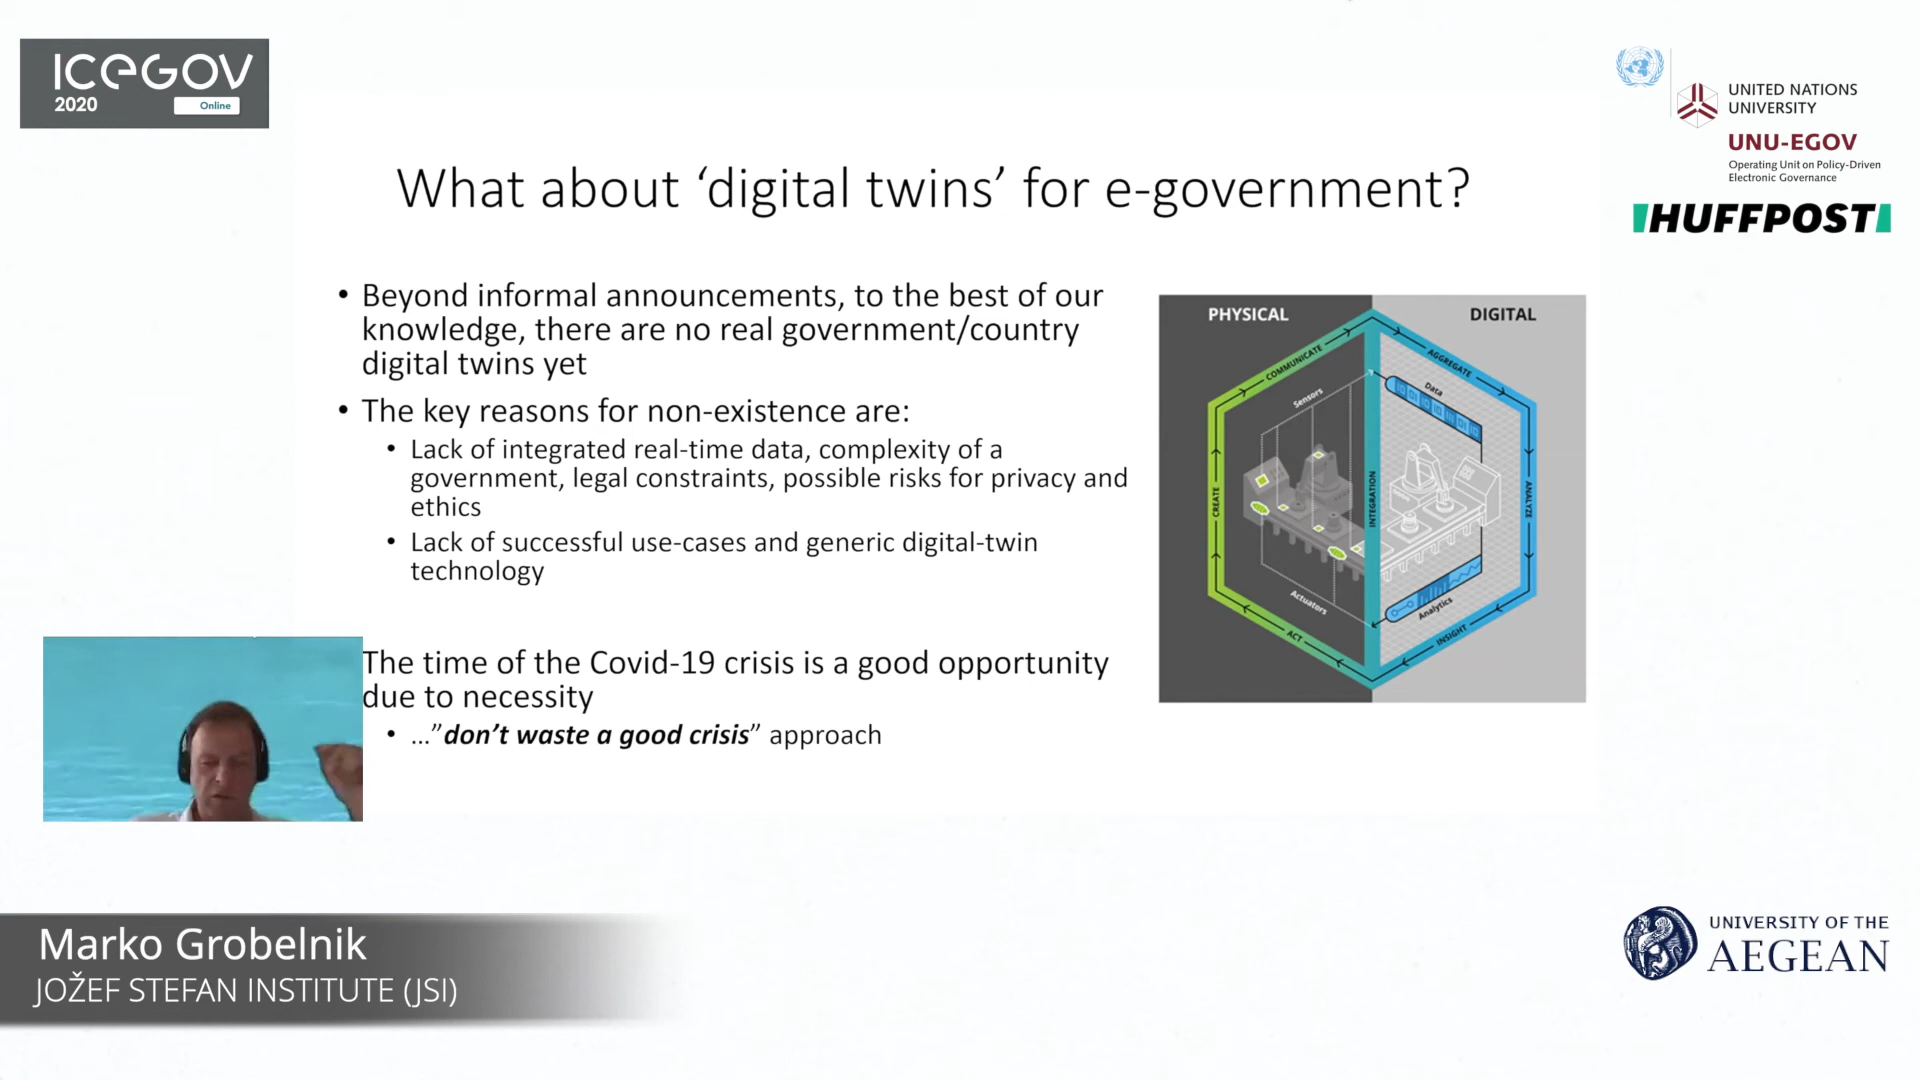 ICEGOV
2020
Online
UNITED NATIONS
UNIVERSITY
UNU-EGOV
Operating Unit on Policy-Driven
Electronic Governance
HUFFPOST
What about ‘digital twins’ for e-government?
• Beyond informal announcements, to the best of our
knowledge, there are no real government/country
digital twins yet
• The key reasons for non-existence are:
• Lack of integrated real-time data, complexity of a
government, legal constraints, possible risks for privacy and
ethics
• Lack of successful use-cases and generic digital-twin
technology
The time of the Covid-19 crisis is a good opportunity
due to necessity
• …”don’t waste a good crisis” approach
PHYSICAL
DIGITAL
COMMUNICATE
AGGREGATE
Sensors
Data
CREATE
INTEGRATION
ANALYZE
Actuators
Analytics
ACT
INSIGHT
Marko Grobelnik
JOŽEF STEFAN INSTITUTE (JSI)
UNIVERSITY OF THE
AEGEAN